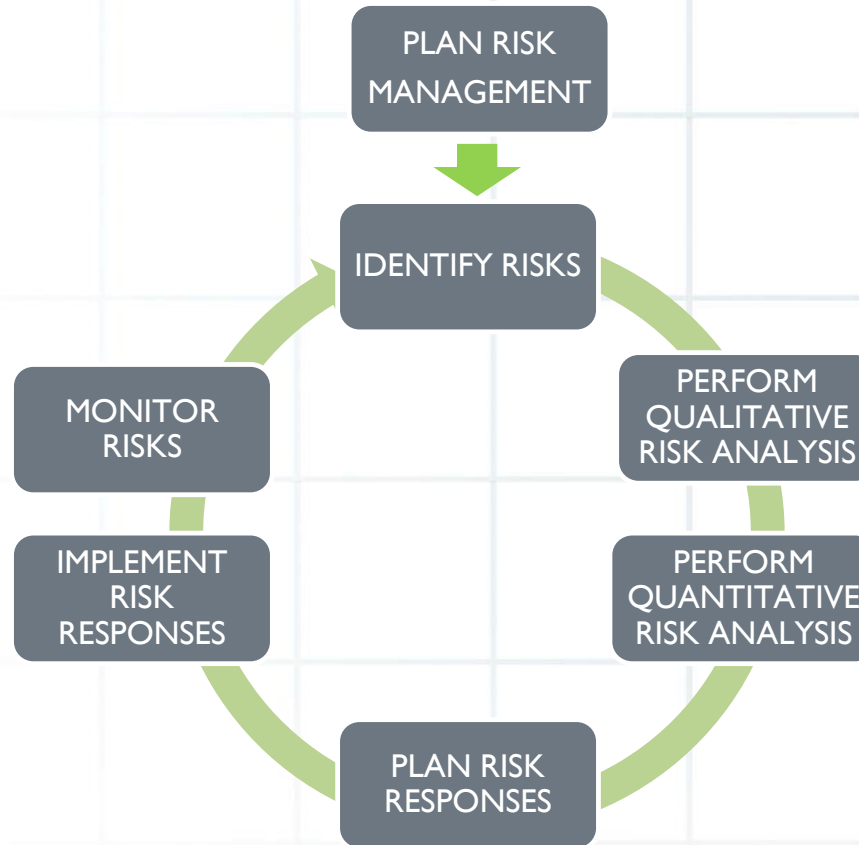 PLAN RISK
MANAGEMENT
IDENTIFY RISKS
PERFORM
QUALITATIVE
RISK ANALYSIS
PERFORM
QUANTITATIVE
RISK ANALYSIS
PLAN RISK
RESPONSES
IMPLEMENT
RISK
RESPONSES
MONITOR
RISKS